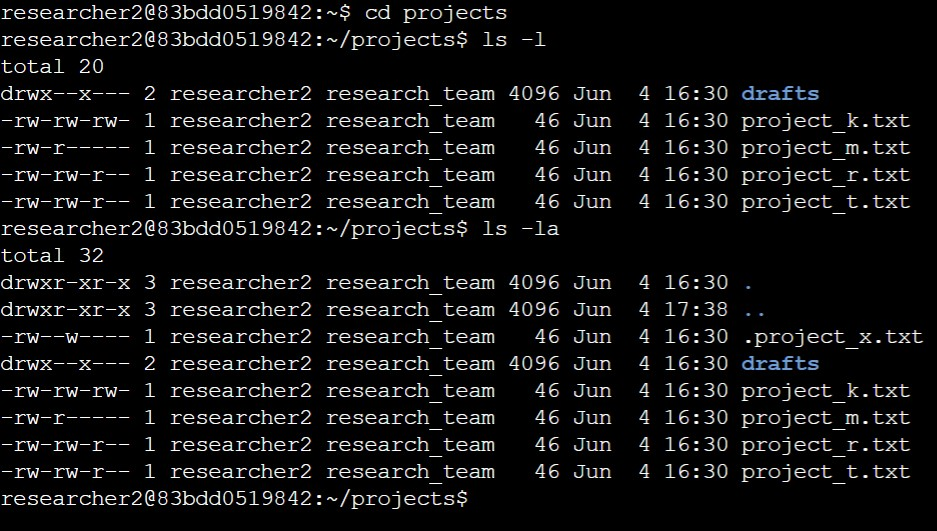 researcher2@83bdd0519842:~$ cd projects
researcher2@83bdd0519842:~/projects$ ls -l
total 20
drwx--x--- 2 researcher2 research_team 4096 Jun  4 16:30 drafts
-rw-rw-rw- 1 researcher2 research_team   46 Jun  4 16:30 project_k.txt
-rw-r----- 1 researcher2 research_team   46 Jun  4 16:30 project_m.txt
-rw-rw-r-- 1 researcher2 research_team   46 Jun  4 16:30 project_r.txt
-rw-rw-r-- 1 researcher2 research_team   46 Jun  4 16:30 project_t.txt
researcher2@83bdd0519842:~/projects$ ls -la
total 32
drwxr-xr-x 3 researcher2 research_team 4096 Jun  4 16:30 .
drwxr-xr-x 3 researcher2 research_team 4096 Jun  4 17:38 ..
-rw--w---- 1 researcher2 research_team   46 Jun  4 16:30 .project_x.txt
drwx--x--- 2 researcher2 research_team 4096 Jun  4 16:30 drafts
-rw-rw-rw- 1 researcher2 research_team   46 Jun  4 16:30 project_k.txt
-rw-r----- 1 researcher2 research_team   46 Jun  4 16:30 project_m.txt
-rw-rw-r-- 1 researcher2 research_team   46 Jun  4 16:30 project_r.txt
-rw-rw-r-- 1 researcher2 research_team   46 Jun  4 16:30 project_t.txt
researcher2@83bdd0519842:~/projects$